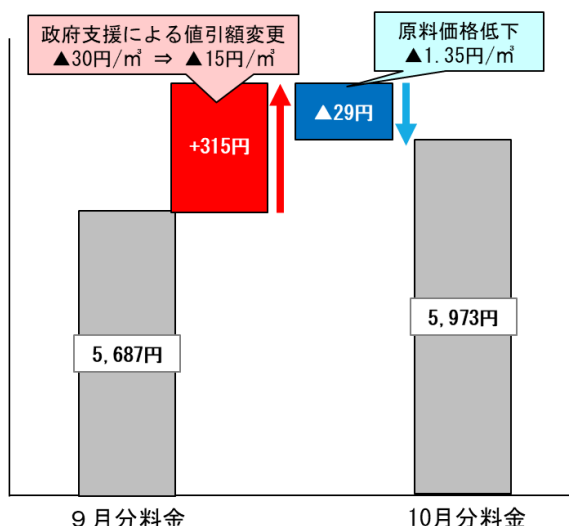 政府支援による値引額変更
▲30円/㎥ ⇒ ▲15円/㎥
原料価格低下
▲1.35円/㎥
+315円
▲29円
5,687円
5,973円
９月分料金
10月分料金